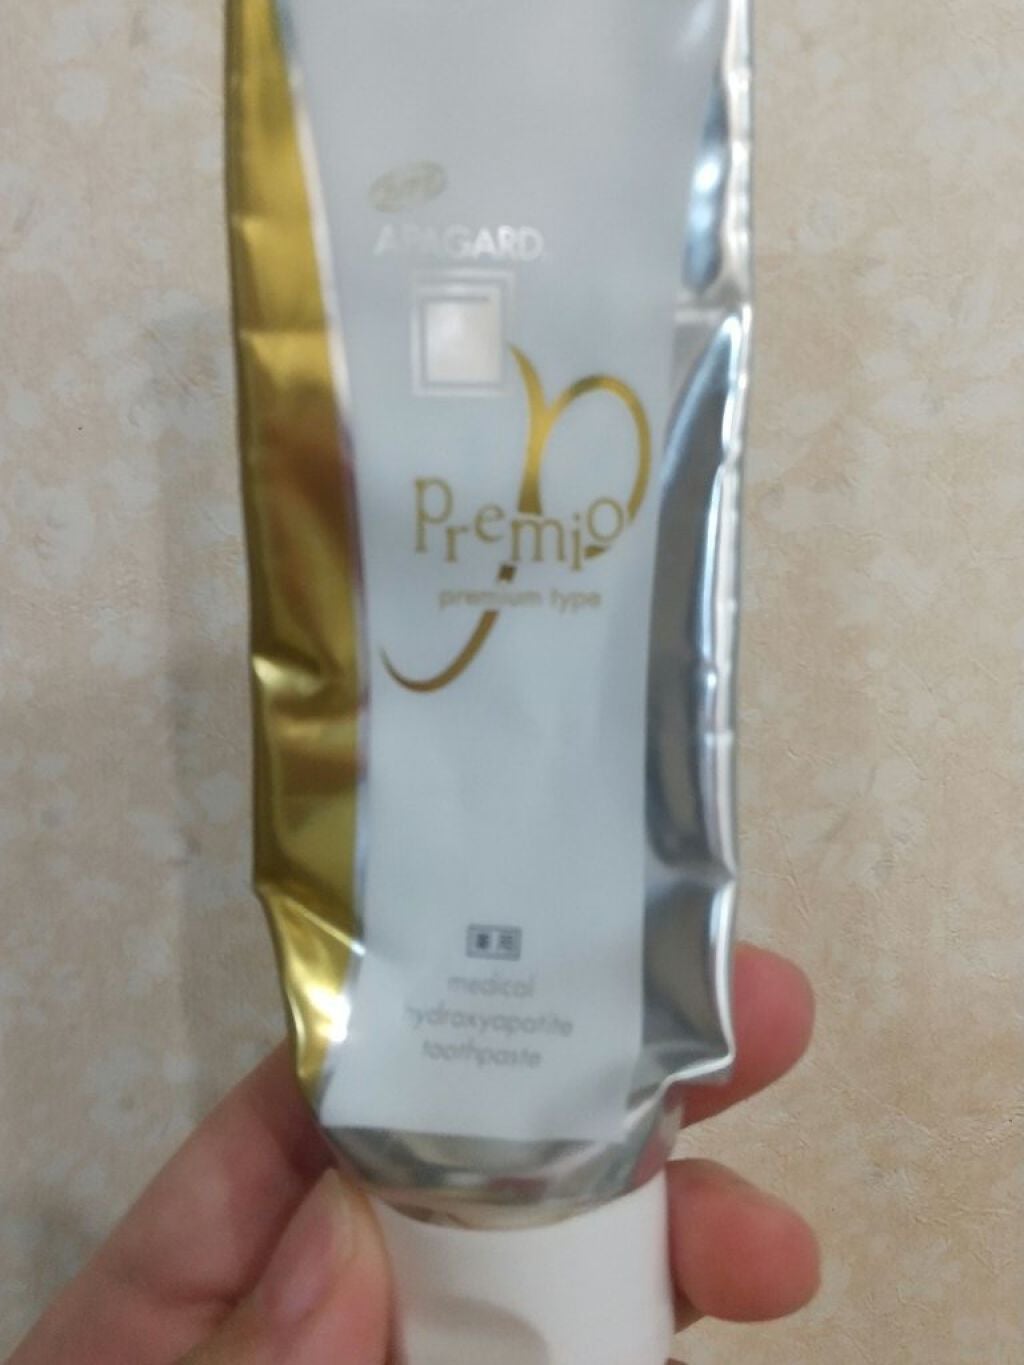 APAGARD
Premio
premium type
薬用
medical
hydroxyapatite
toothpaste